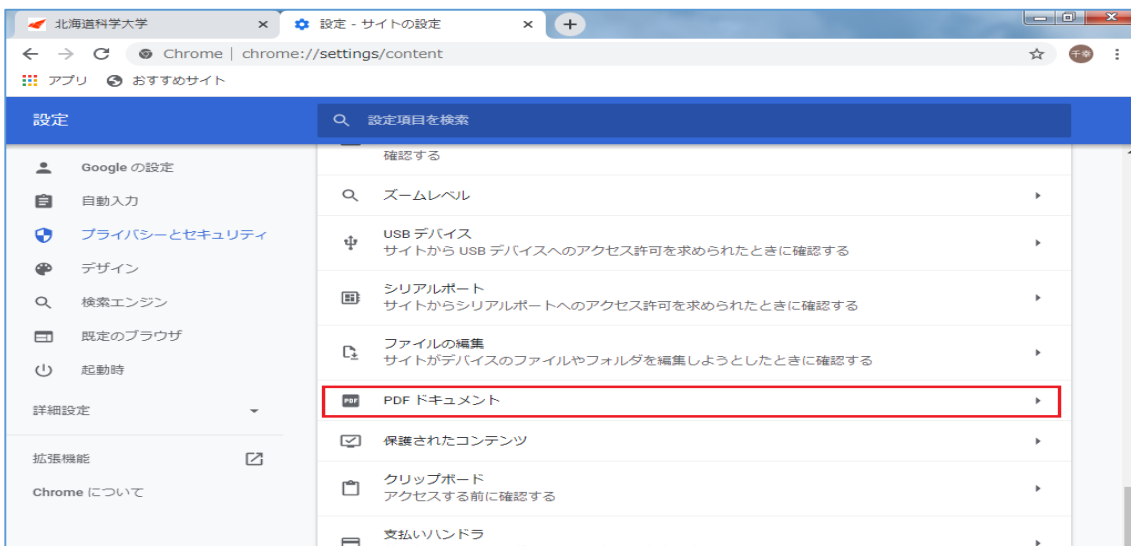 北海道科学大学
設定 - サイトの設定
Chrome | chrome://settings/content
千幸
アプリ
おすすめサイト
設定
設定項目を検索
Google の設定
自動入力
プライバシーとセキュリティ
デザイン
検索エンジン
既定のブラウザ
起動時
詳細設定
拡張機能
Chrome について
確認する
ズームレベル
USB デバイス
サイトから USB デバイスへのアクセス許可を求められたときに確認する
シリアルポート
サイトからシリアルポートへのアクセス許可を求められたときに確認する
ファイルの編集
サイトがデバイスのファイルやフォルダを編集しようとしたときに確認する
PDF
PDF ドキュメント
保護されたコンテンツ
クリップボード
アクセスする前に確認する
支払いハンドラ